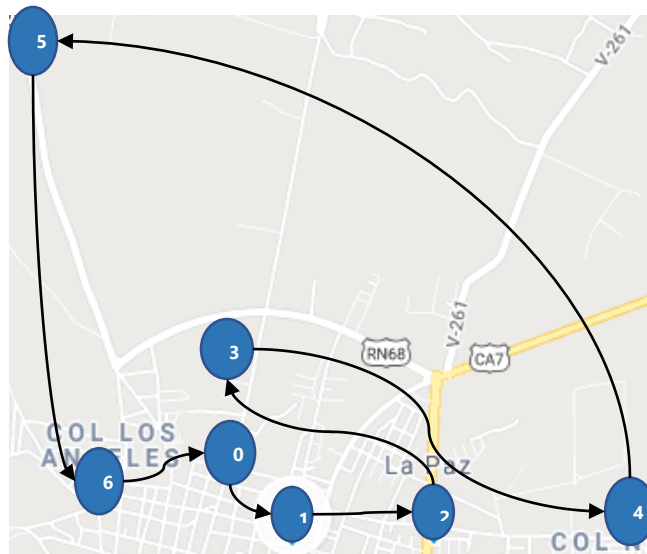 5
V-261
V-261
3
RN68
CA7
COL LOS
ANGELES
0
La Paz
6
1
2
4
COL N